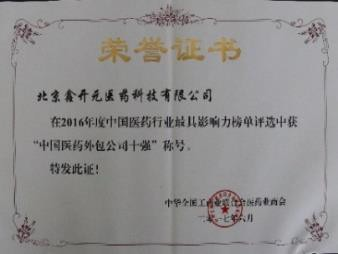 荣誉证书
北京鑫开元医药科技有限公司
在2016年度中国医药行业最具影响力榜单评选中获
“中国医药外包公司十强”称号。
特发此证！
中华全国工商业联合会医药业商会
二〇一七年六月